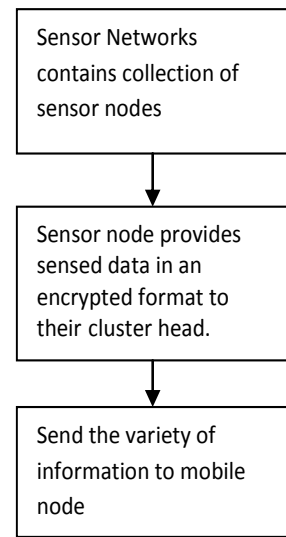 Sensor Networks
contains collection of
sensor nodes
Sensor node provides
sensed data in an
encrypted format to
their cluster head.
Send the variety of
information to mobile
node